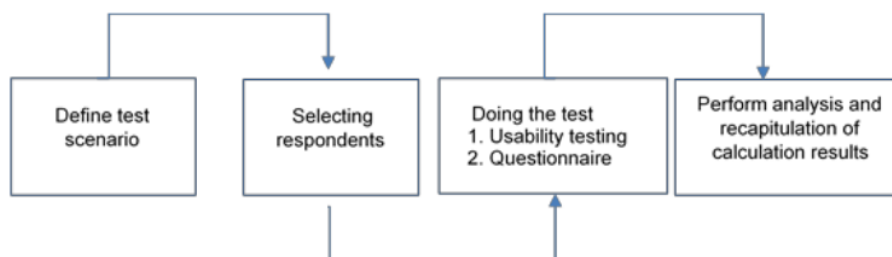 Define test
scenario
Selecting
respondents
Doing the test
1. Usability testing
2. Questionnaire
Perform analysis and
recapitulation of
calculation results